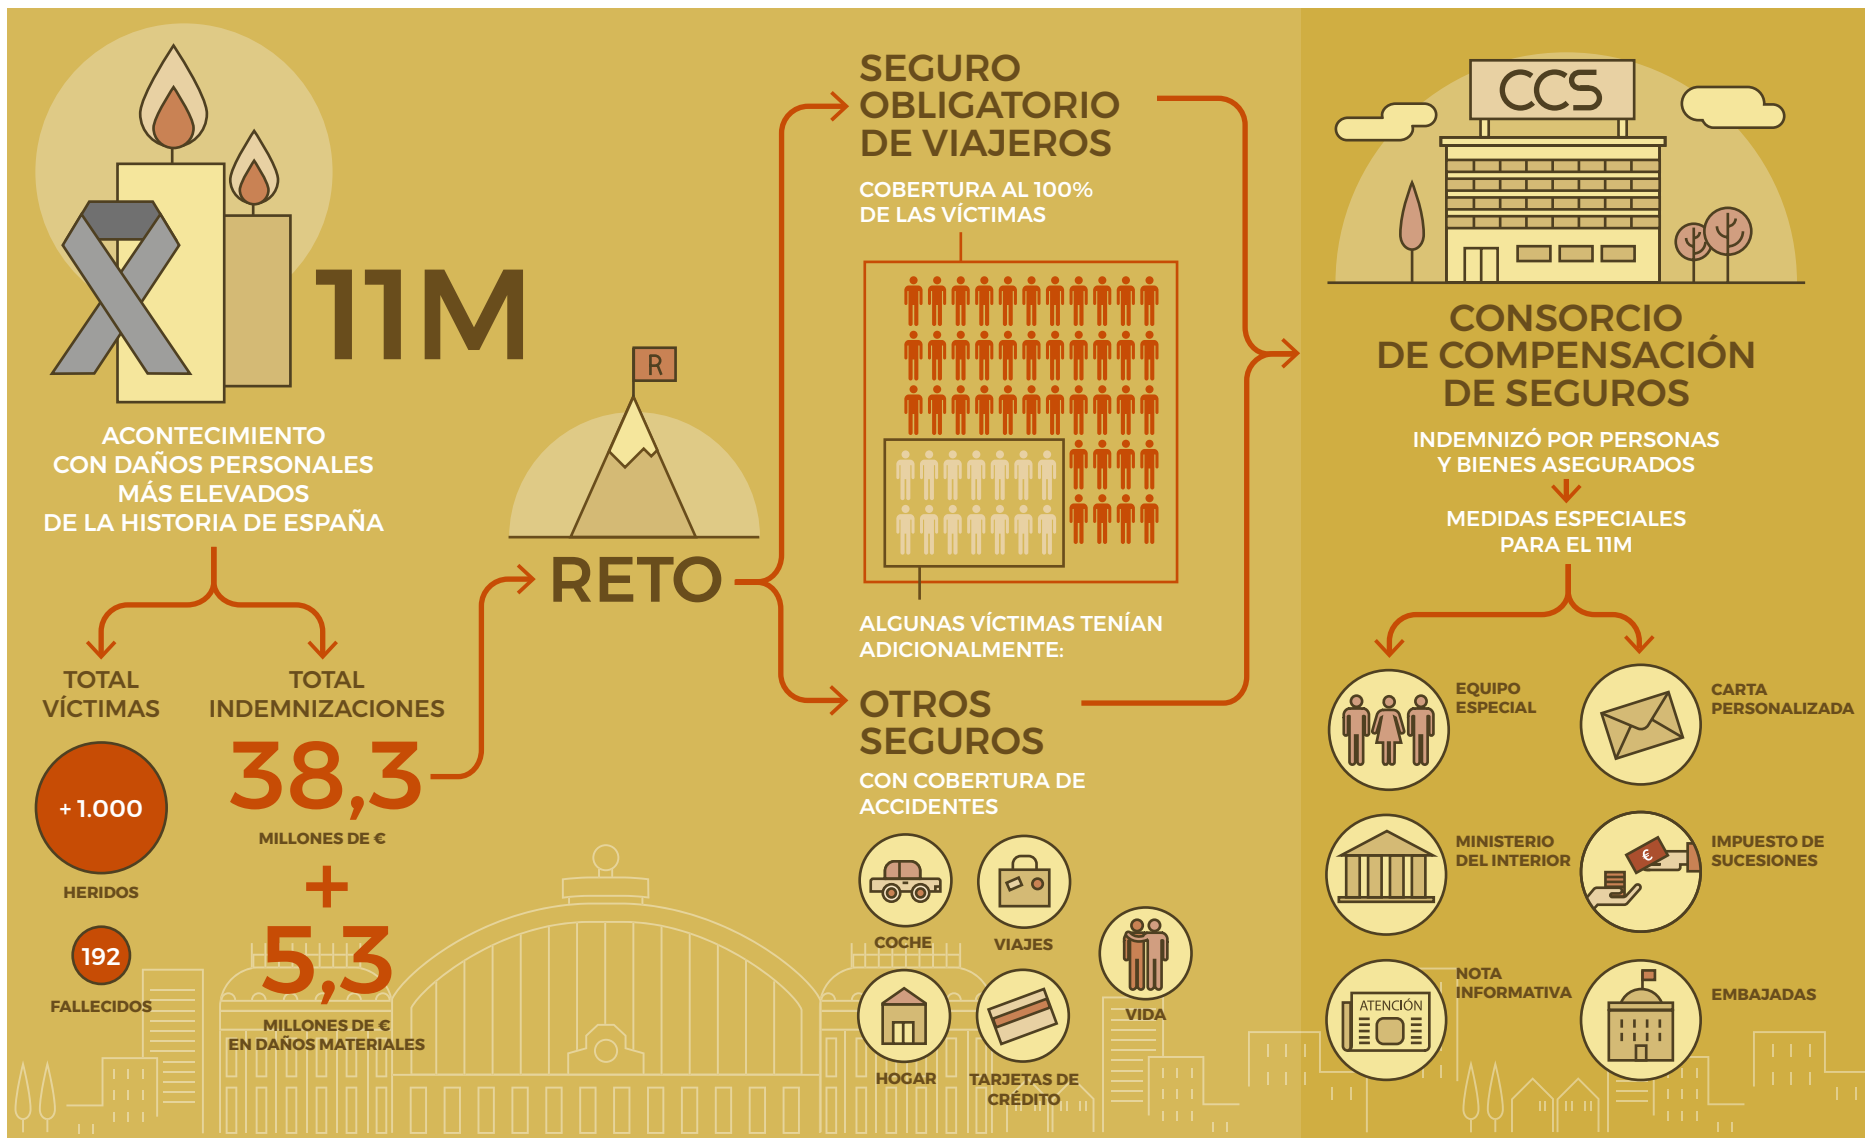 11M
ACONTECIMIENTO
CON DAÑOS PERSONALES
MÁS ELEVADOS
DE LA HISTORIA DE ESPAÑA
TOTAL
VÍCTIMAS
+ 1.000
HERIDOS
192
FALLECIDOS
TOTAL
INDEMNIZACIONES
38,3
MILLONES DE €
+
5,3
MILLONES DE €
EN DAÑOS MATERIALES
R
RETO
SEGURO
OBLIGATORIO
DE VIAJEROS
COBERTURA AL 100%
DE LAS VÍCTIMAS
ALGUNAS VÍCTIMAS TENÍAN
ADICIONALMENTE:
OTROS
SEGUROS
CON COBERTURA DE
ACCIDENTES
COCHE
VIAJES
VIDA
HOGAR
TARJETAS DE
CRÉDITO
CCS
CONSORCIO
DE COMPENSACIÓN
DE SEGUROS
INDEMNIZÓ POR PERSONAS
Y BIENES ASEGURADOS
MEDIDAS ESPECIALES
PARA EL 11M
EQUIPO
ESPECIAL
CARTA
PERSONALIZADA
MINISTERIO
DEL INTERIOR
€
IMPUESTO DE
SUCESIONES
ATENCIÓN
NOTA
INFORMATIVA
EMBAJADAS